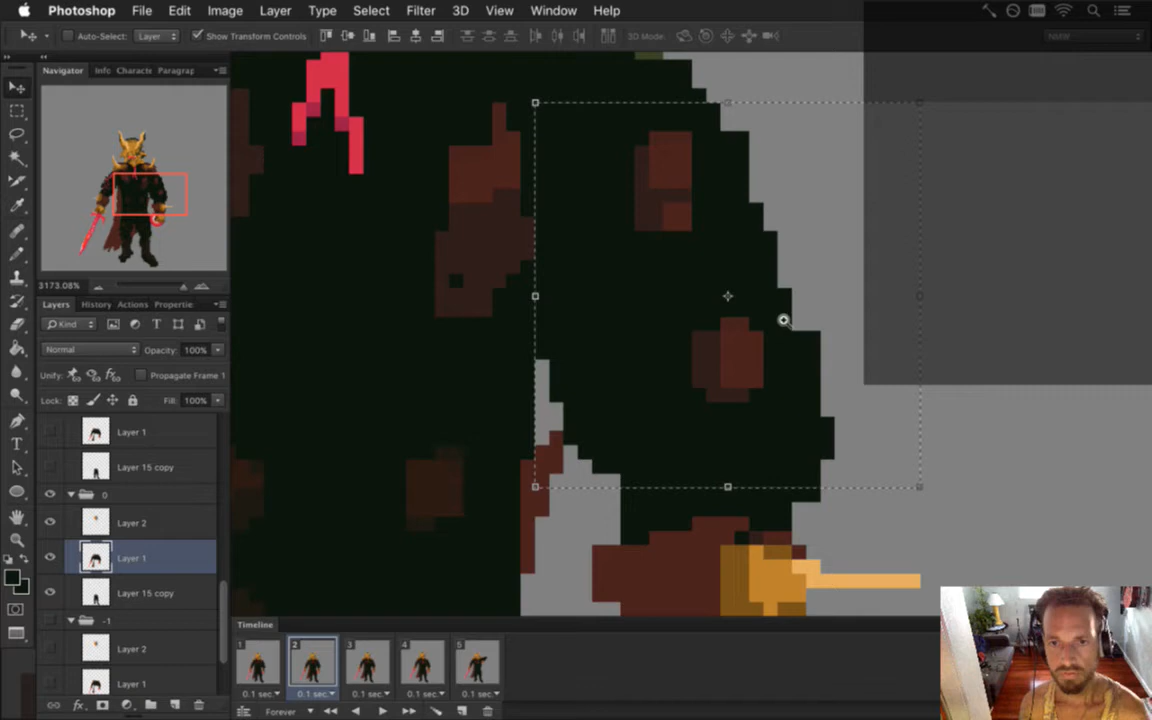 Photoshop File Edit Image Layer Type Select Filter 3D View Window Help
Auto-Select: Layer Show Transform Controls 3D Mode:
Navigator Info Characte Paragrap
3173.08%
Layers History Actions Propertie
Kind
Normal Opacity: 100%
Unify: Propagate Frame 1
Lock: Fill: 100%
Layer 1
Layer 15 copy
0
Layer 2
Layer 1
Layer 15 copy
-1
Layer 2
Layer 1
fx
Timeline
1 2 3 4 5
0.1 sec. 0.1 sec. 0.1 sec. 0.1 sec. 0.1 sec.
Forever